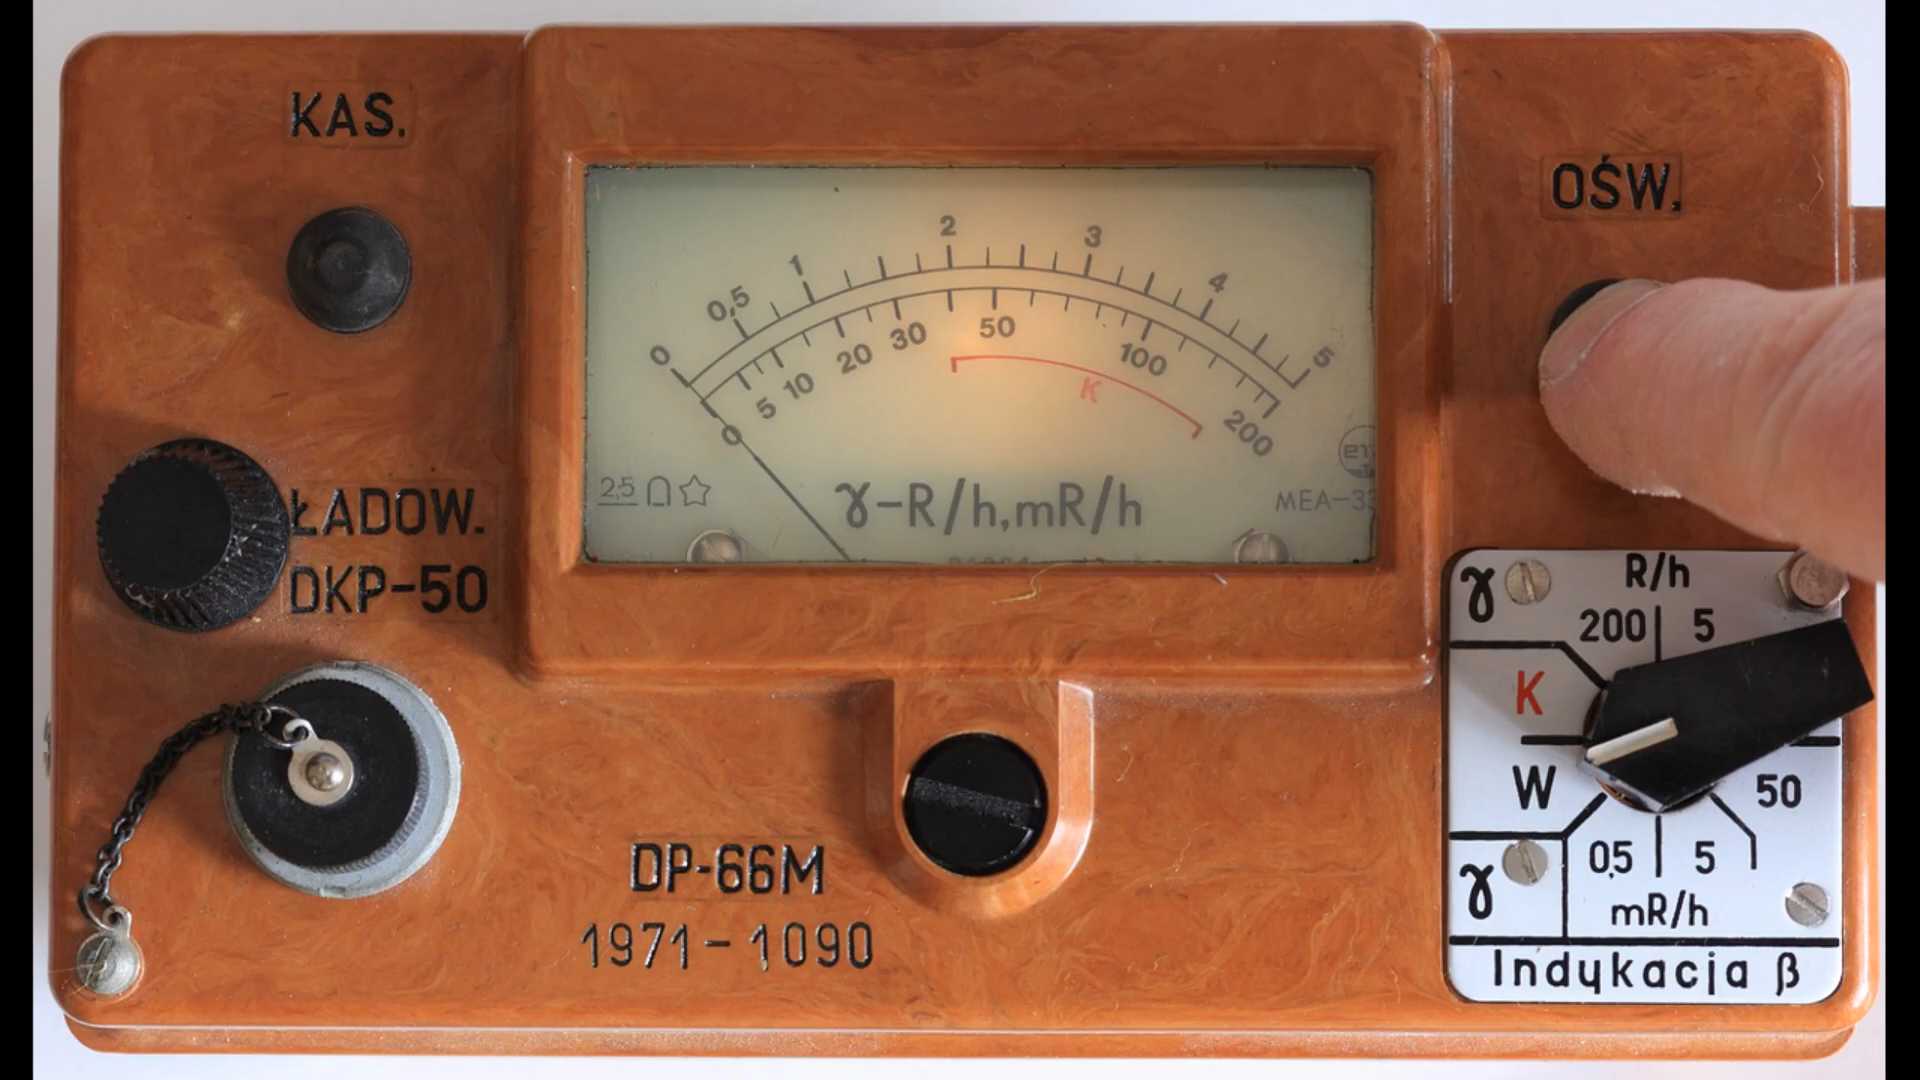 KAS.
OŚW.
0 0,5 1 2 3 4 5
0 5 10 20 30 50 100 200
K
2,5
γ-R/h,mR/h
MEA-33
ŁADOW.
DKP-50
γ
R/h
200 5
K
W
50
γ
0,5 5
mR/h
Indykacja β
DP-66M
1971-1090